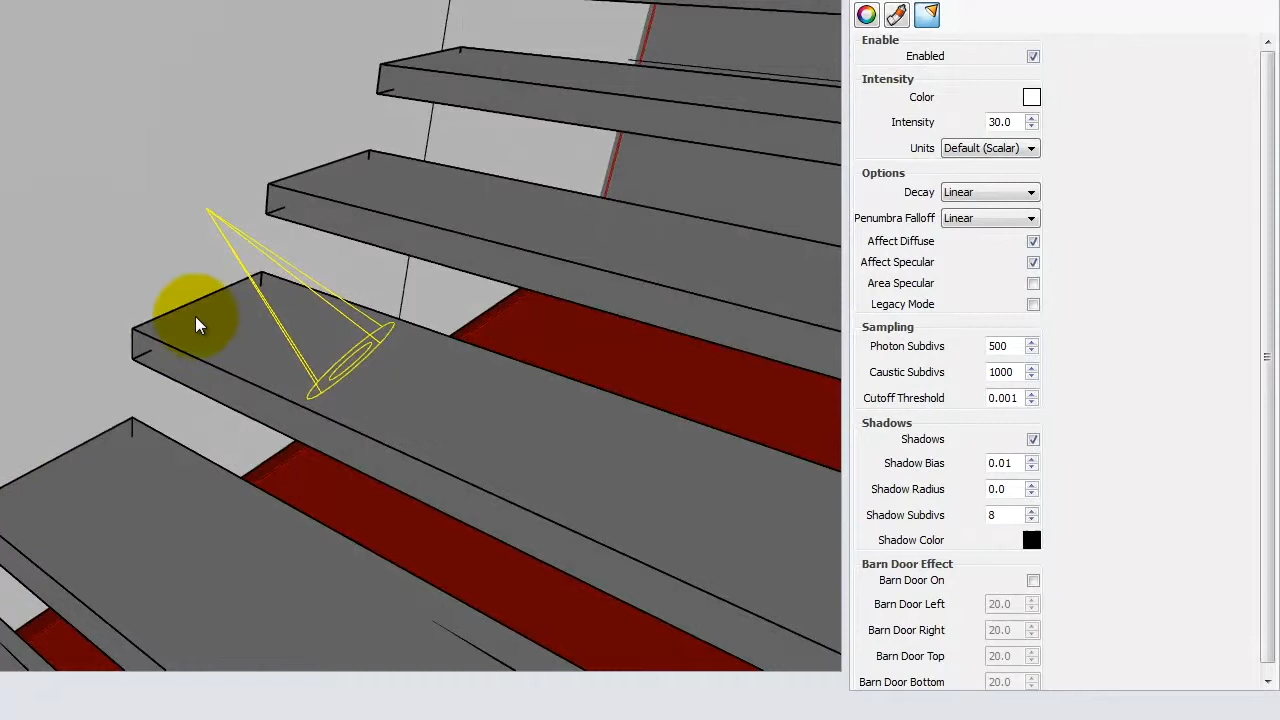 Enable
Enabled
Intensity
Color
Intensity 30.0
Units Default (Scalar)
Options
Decay Linear
Penumbra Falloff Linear
Affect Diffuse
Affect Specular
Area Specular
Legacy Mode
Sampling
Photon Subdivs 500
Caustic Subdivs 1000
Cutoff Threshold 0.001
Shadows
Shadows
Shadow Bias 0.01
Shadow Radius 0.0
Shadow Subdivs 8
Shadow Color
Barn Door Effect
Barn Door On
Barn Door Left 20.0
Barn Door Right 20.0
Barn Door Top 20.0
Barn Door Bottom 20.0